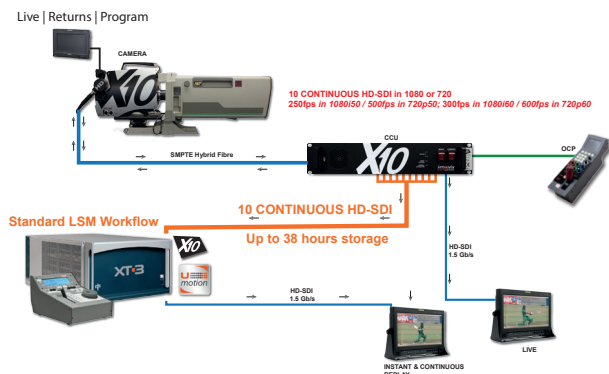 Live | Returns | Program
CAMERA
X10
10 CONTINUOUS HD-SDI in 1080 or 720
250fps in 1080i50 / 500fps in 720p50; 300fps in 1080i60 / 600fps in 720p60
CCU
X10
OCP
SMPTE Hybrid Fibre
10 CONTINUOUS HD-SDI
Standard LSM Workflow
X10
Up to 38 hours storage
XT3
U
motion
HD-SDI
1.5 Gb/s
HD-SDI
1.5 Gb/s
LIVE
INSTANT & CONTINUOUS
REPLAY